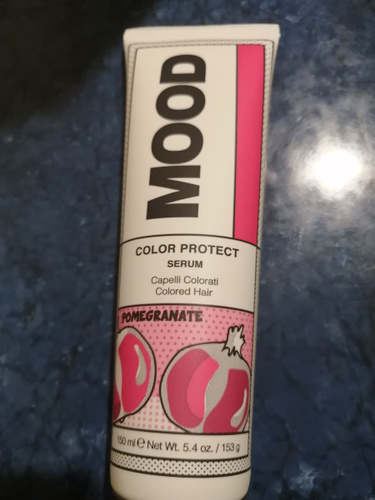 MOOD
COLOR PROTECT
SERUM
Capelli Colorati
Colored Hair
POMEGRANATE
150 ml ℮ Net Wt. 5.4 oz. / 153 g